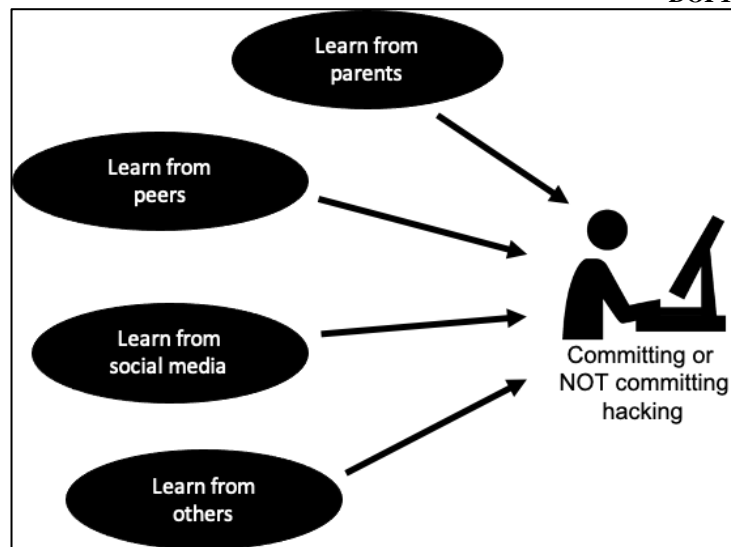 Learn from
parents
Learn from
peers
Learn from
social media
Learn from
others
Committing or
NOT committing
hacking